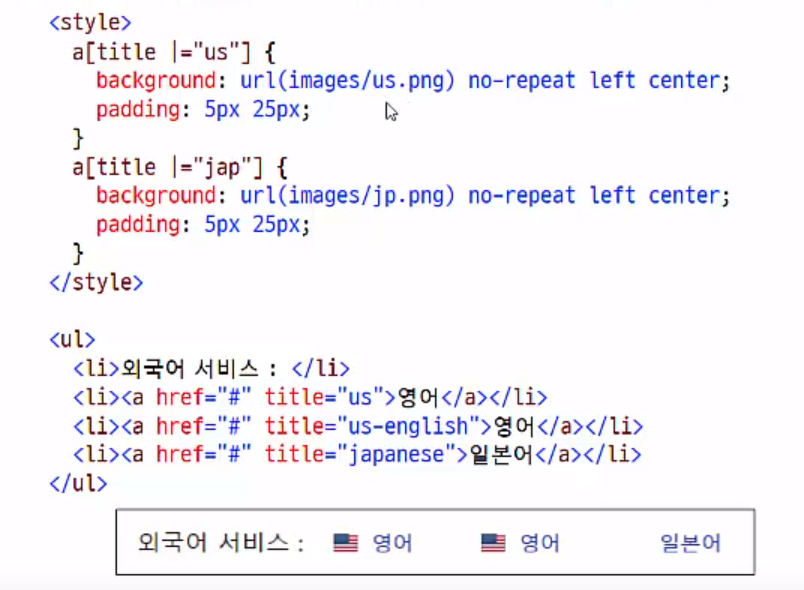 <style>
a[title |="us"] {
background: url(images/us.png) no-repeat left center;
padding: 5px 25px;
}
a[title |="jap"] {
background: url(images/jp.png) no-repeat left center;
padding: 5px 25px;
}
</style>
<ul>
<li>외국어 서비스 : </li>
<li><a href="#" title="us">영어</a></li>
<li><a href="#" title="us-english">영어</a></li>
<li><a href="#" title="japanese">일본어</a></li>
</ul>
외국어 서비스 : 영어 영어 일본어